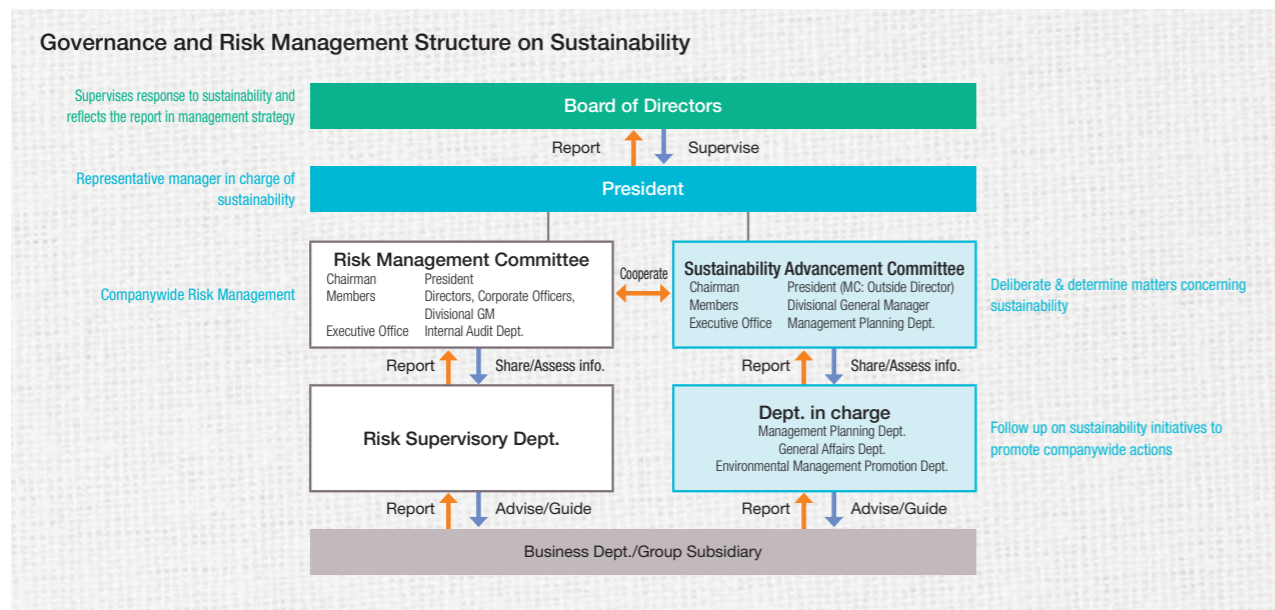 Governance and Risk Management Structure on Sustainability
Supervises response to sustainability and
reflects the report in management strategy
Board of Directors
Report
Supervise
Representative manager in charge of
sustainability
President
Companywide Risk Management
Risk Management Committee
Chairman President
Members Directors, Corporate Officers,
Divisional GM
Executive Office Internal Audit Dept.
Cooperate
Sustainability Advancement Committee
Chairman President (MC: Outside Director)
Members Divisional General Manager
Executive Office Management Planning Dept.
Deliberate & determine matters concerning
sustainability
Report
Share/Assess info.
Report
Share/Assess info.
Risk Supervisory Dept.
Dept. in charge
Management Planning Dept.
General Affairs Dept.
Environmental Management Promotion Dept.
Follow up on sustainability initiatives to
promote companywide actions
Report
Advise/Guide
Report
Advise/Guide
Business Dept./Group Subsidiary